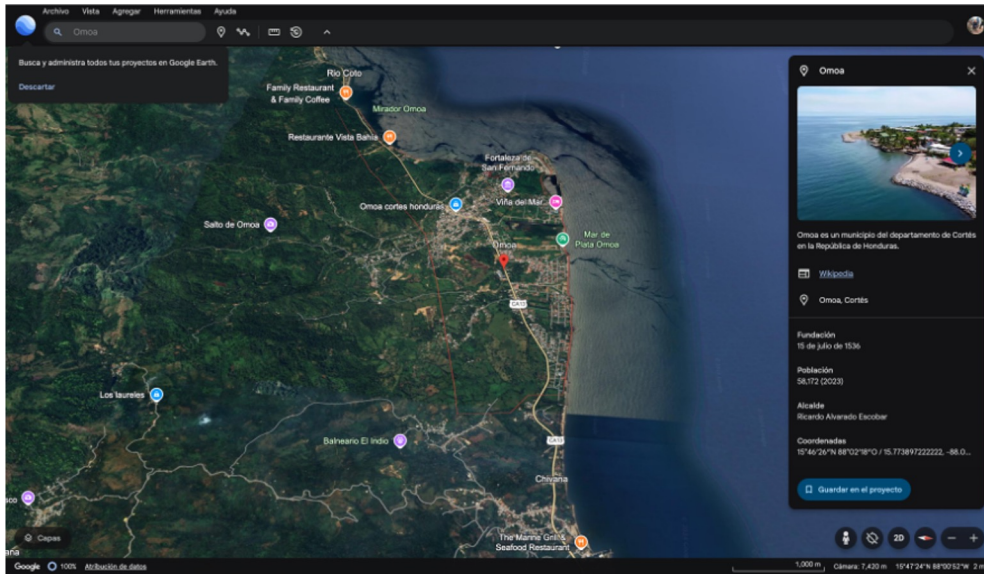 Archivo Vista Agregar Herramientas Ayuda
Omoa
Busca y administra todos tus proyectos en Google Earth.
Descartar
Río Coto
Family Restaurant
& Family Coffee
Mirador Omoa
Restaurante Vista Bahía
Fortaleza de
San Fernando
Omoa cortes honduras
Viña del Mar...
Salto de Omoa
Mar de
Plata Omoa
Omoa
CA13
Los laureles
Balneario El Indio
CA13
Chivana
The Marine Grill &
Seafood Restaurant
Capas
Google 100% Atribución de datos
1,000 m Cámara: 7,420 m 15°47'24"N 88°00'52"W 2 m
Omoa
Omoa es un municipio del departamento de Cortés
en la República de Honduras.
Wikipedia
Omoa, Cortés
Fundación
15 de julio de 1536
Población
58,172 (2023)
Alcalde
Ricardo Alvarado Escobar
Coordenadas
15°46'26"N 88°02'18"O / 15.773897222222, -88.0...
Guardar en el proyecto
2D